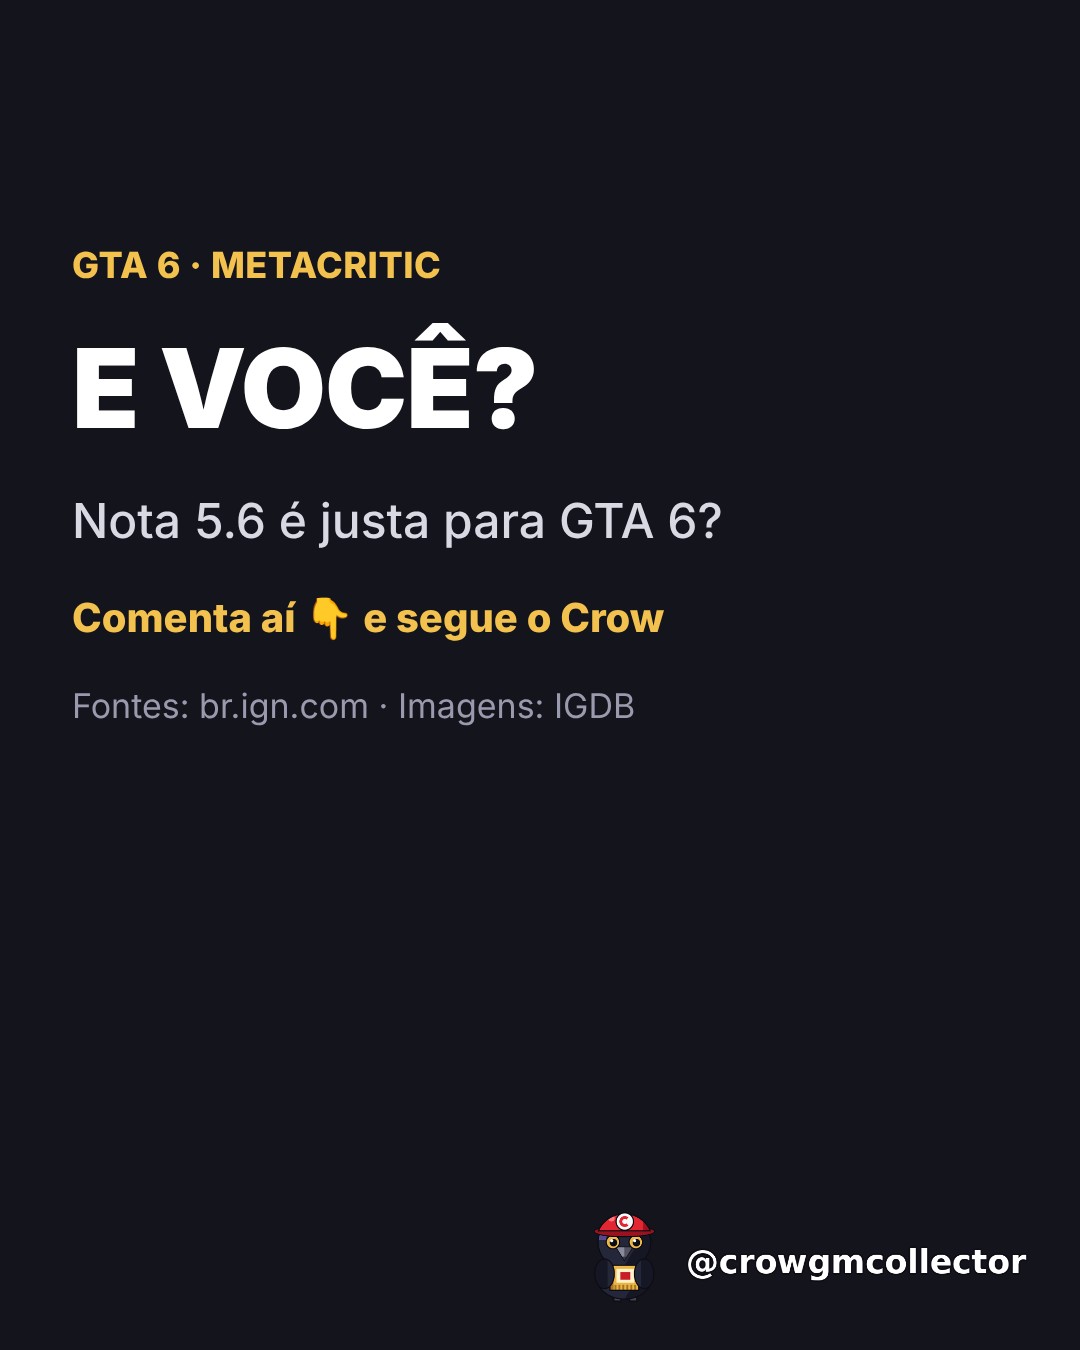 GTA 6 · METACRITIC
E VOCÊ?
Nota 5.6 é justa para GTA 6?
Comenta aí 👇 e segue o Crow
Fontes: br.ign.com · Imagens: IGDB
C
@crowgmcollector